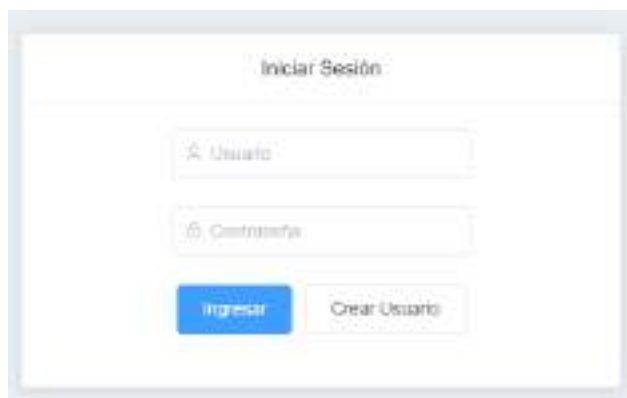 Iniciar Sesión
Usuario
Contraseña
Ingresar Crear Usuario